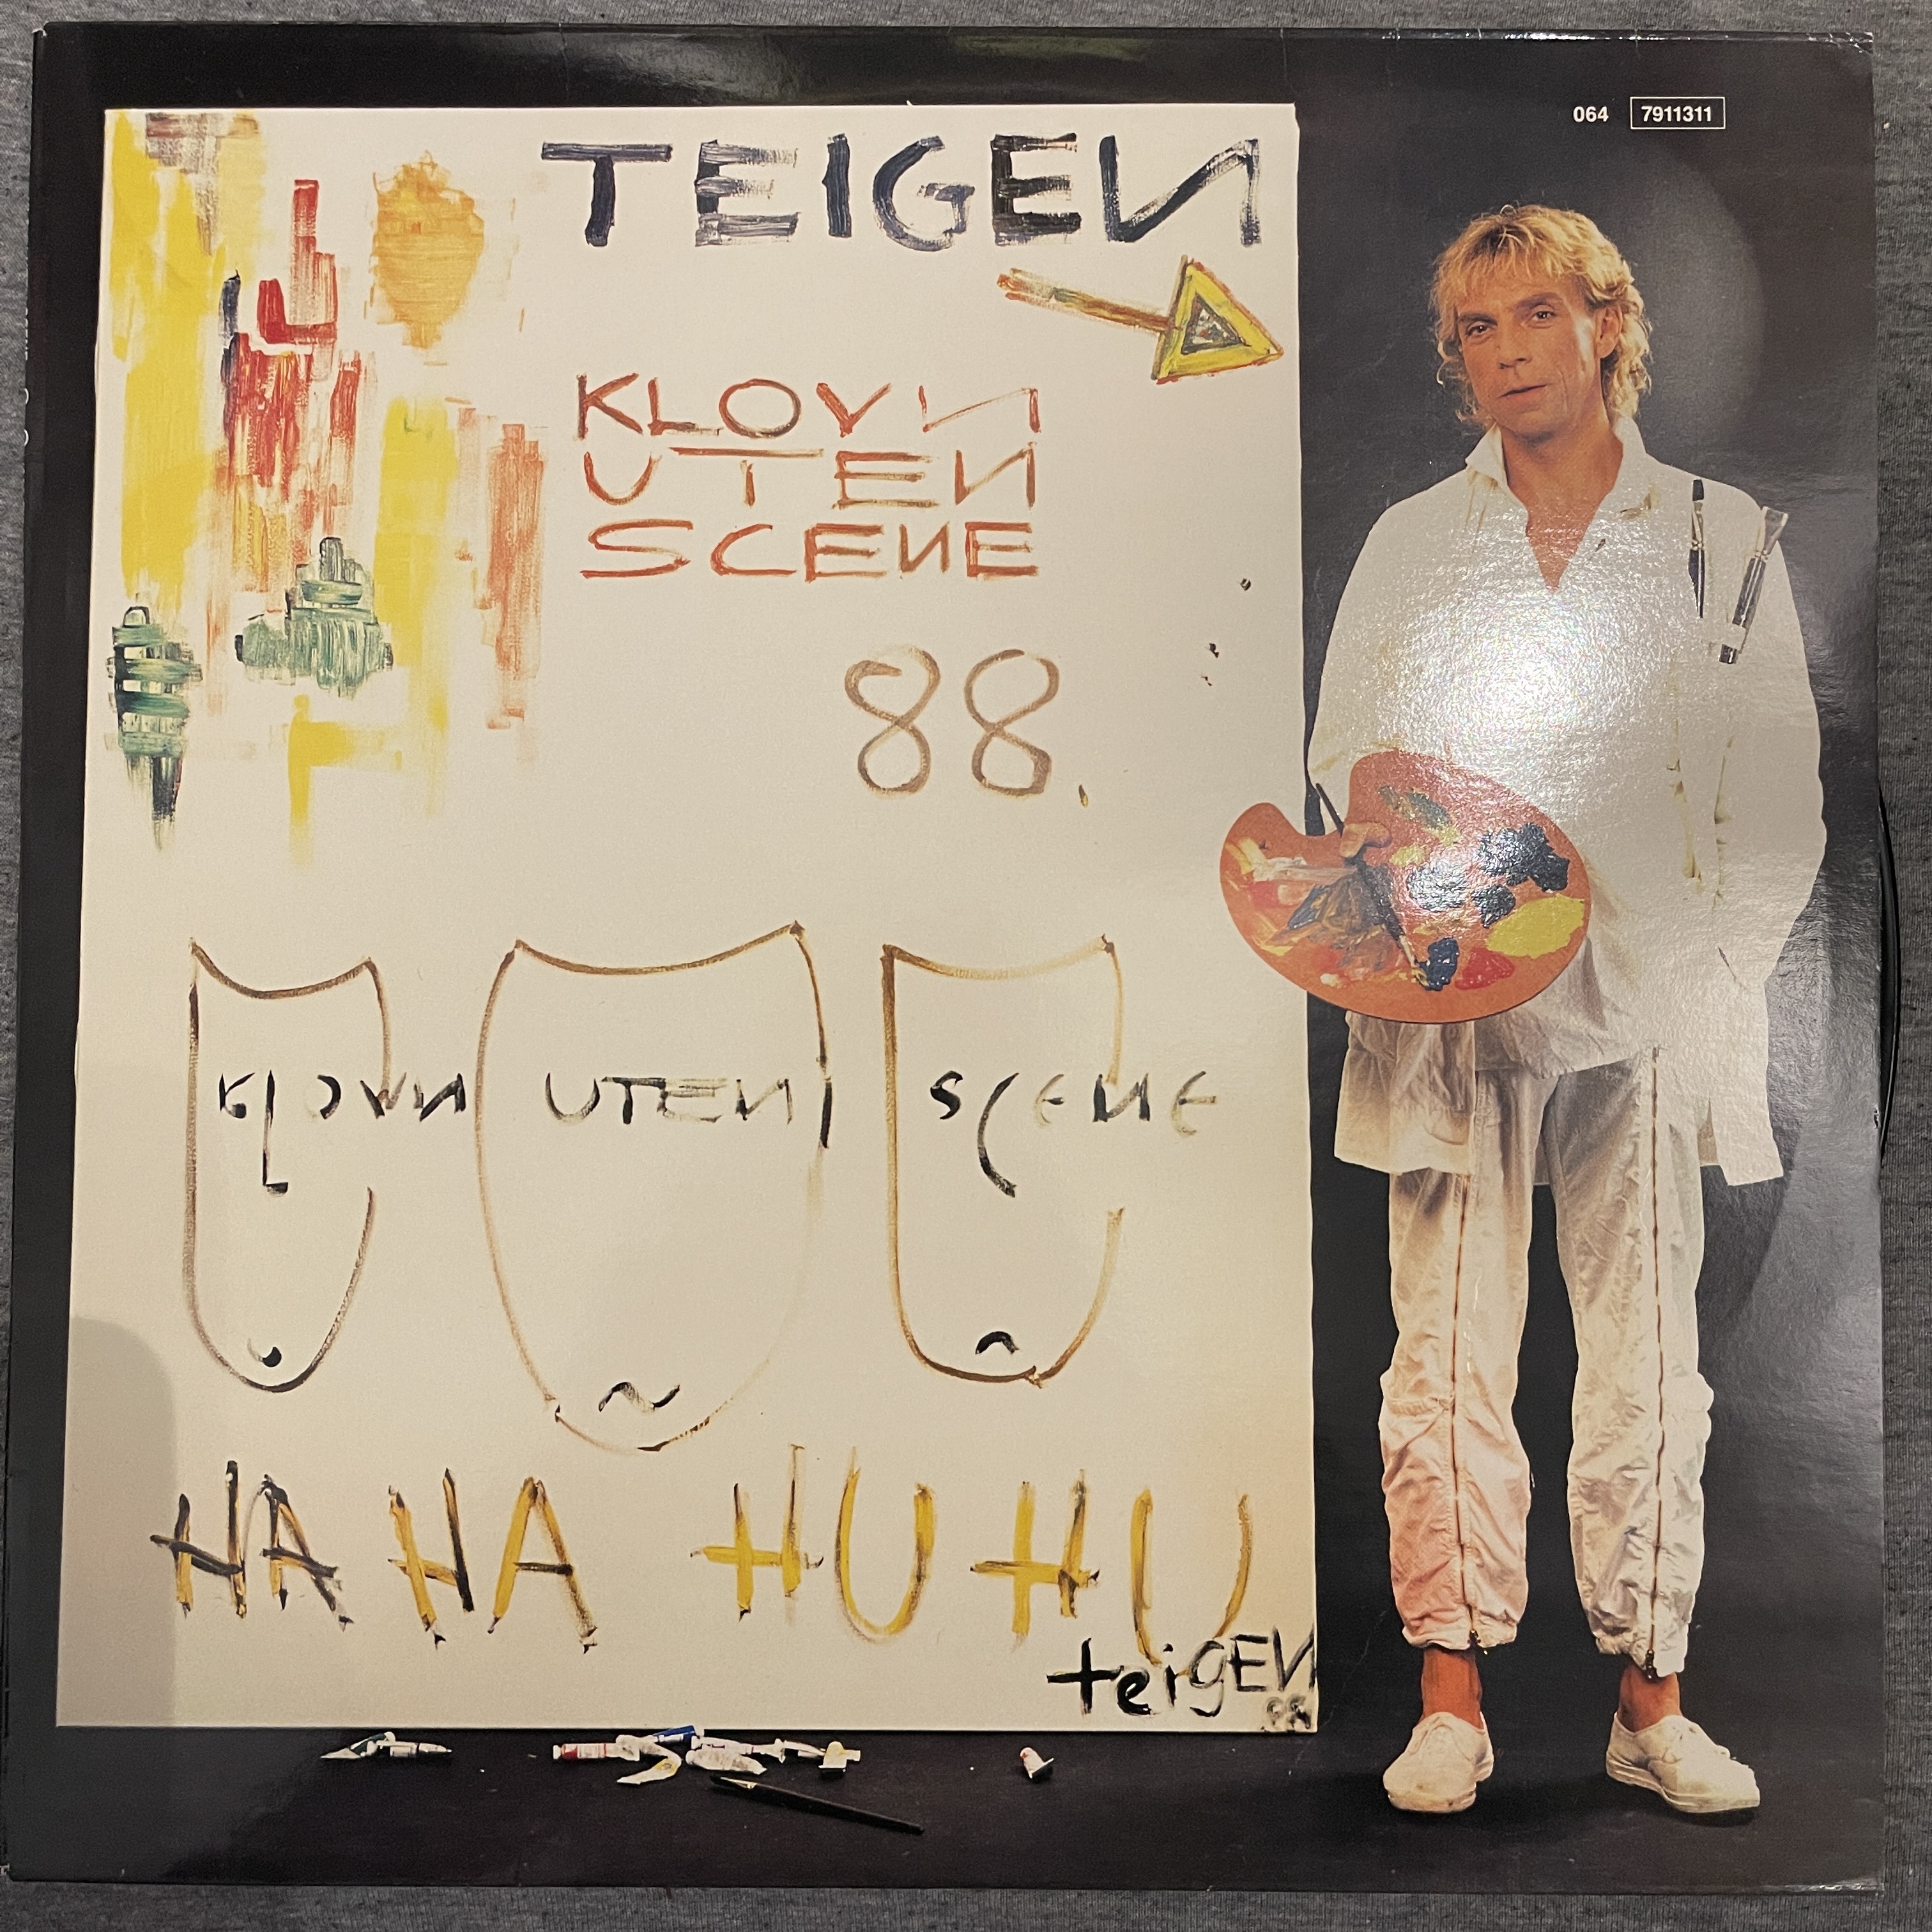 TEIGEN
064 7911311
KLOVN
UTEN
SCENE
88
KLOVN UTEN SCENE
HA HA HU HU
teigEN
88